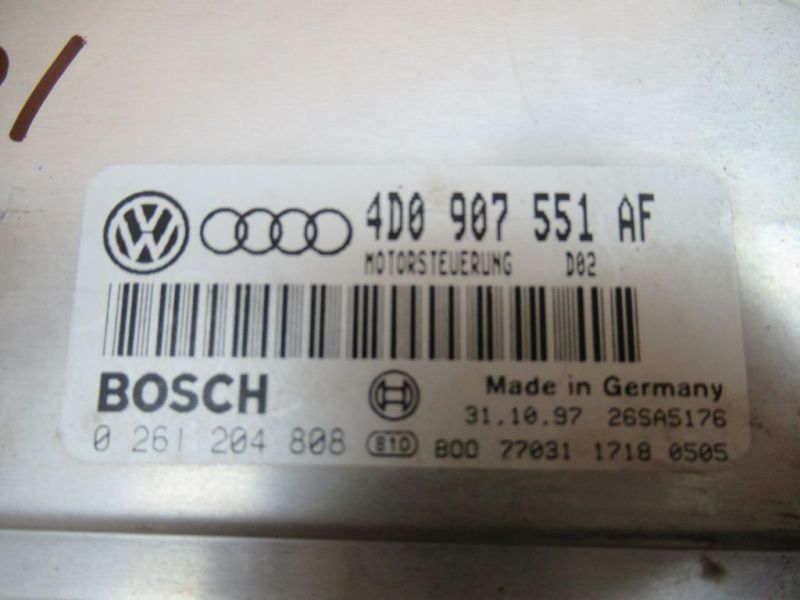 4D0 907 551 AF
MOTORSTEUERUNG D02
BOSCH
Made in Germany
31.10.97 26SA5176
0 261 204 808 810 800 77031 1718 0505